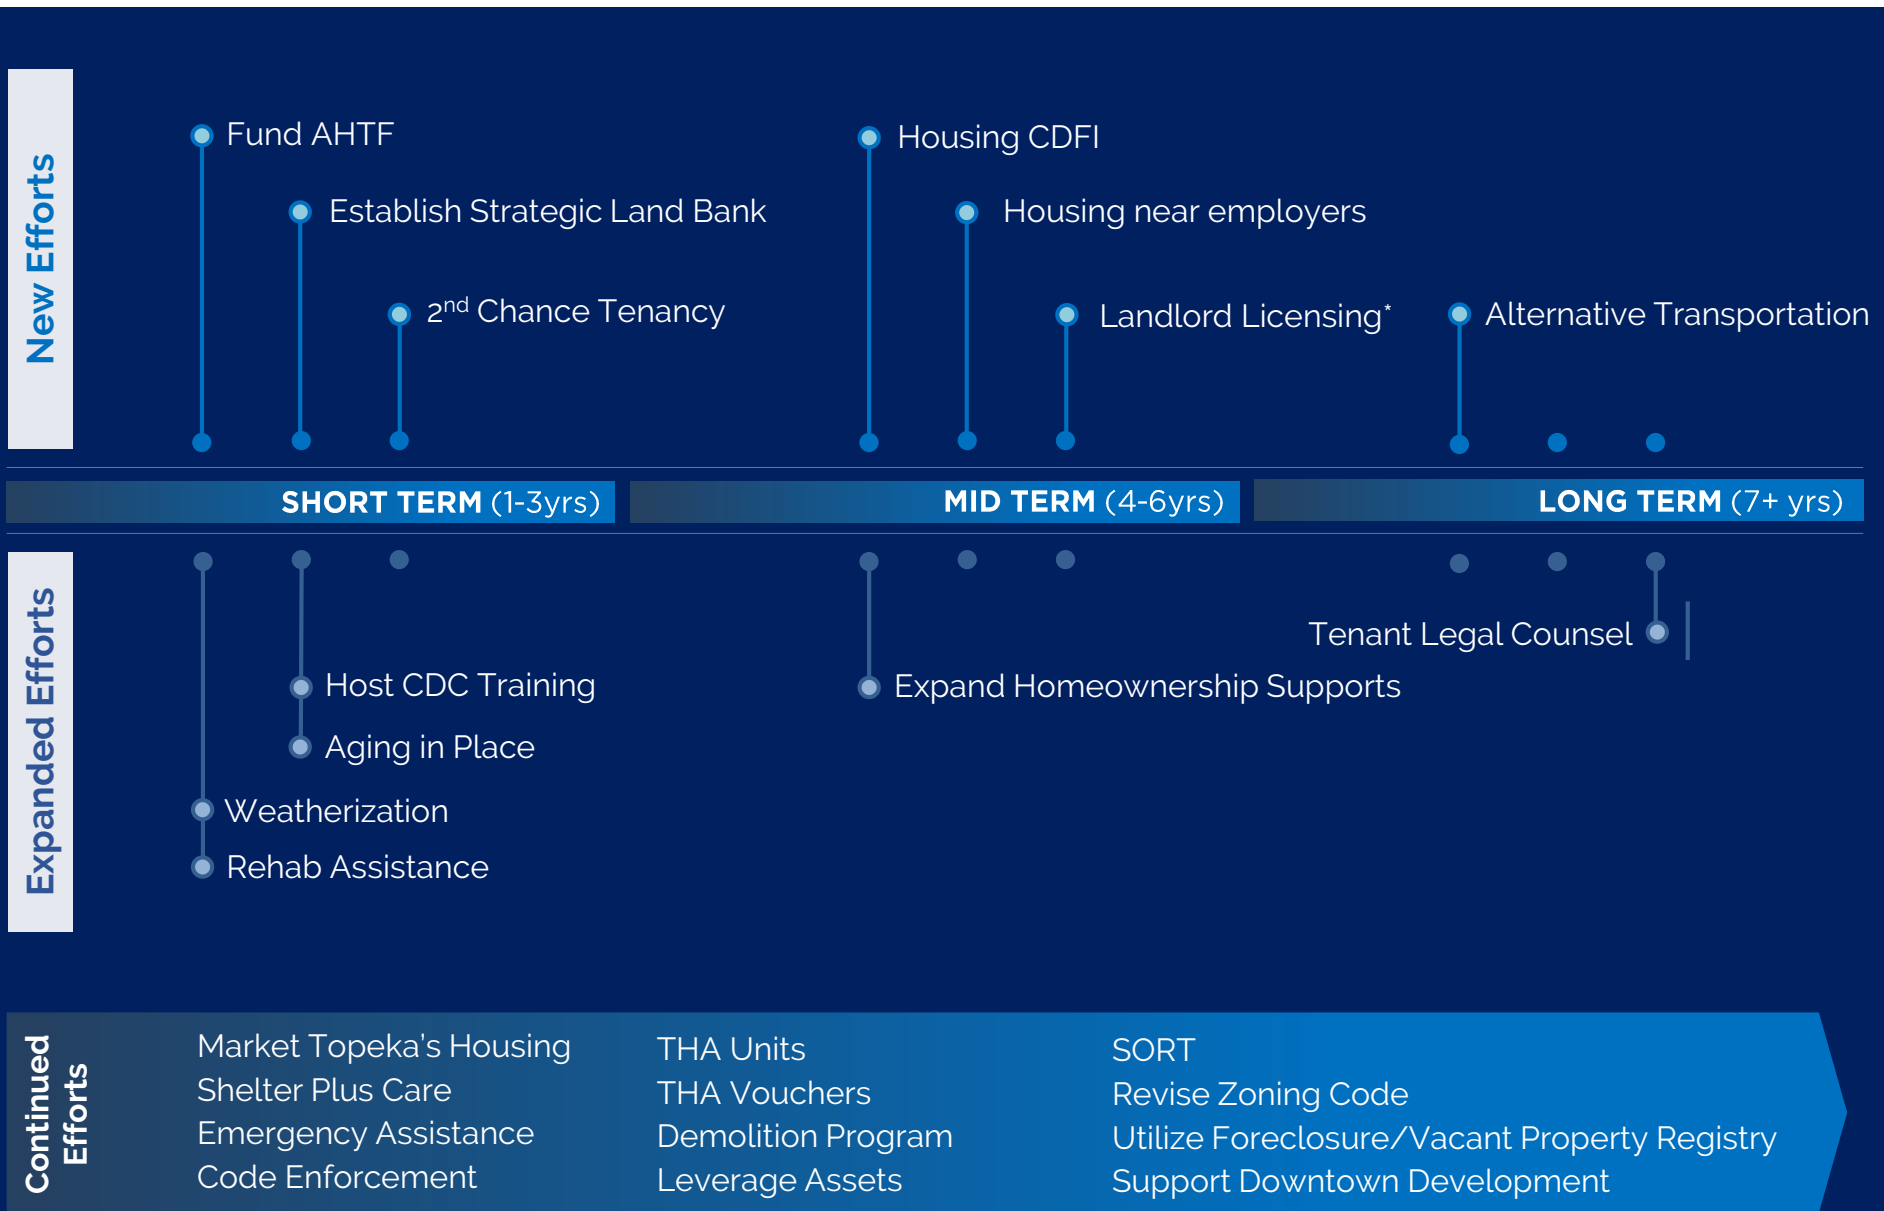 New Efforts
Fund AHTF
Establish Strategic Land Bank
2nd Chance Tenancy
Housing CDFI
Housing near employers
Landlord Licensing*
Alternative Transportation
SHORT TERM (1-3yrs)
MID TERM (4-6yrs)
LONG TERM (7+ yrs)
Expanded Efforts
Host CDC Training
Aging in Place
Weatherization
Rehab Assistance
Expand Homeownership Supports
Tenant Legal Counsel
Continued
Efforts
Market Topeka's Housing
Shelter Plus Care
Emergency Assistance
Code Enforcement
THA Units
THA Vouchers
Demolition Program
Leverage Assets
SORT
Revise Zoning Code
Utilize Foreclosure/Vacant Property Registry
Support Downtown Development